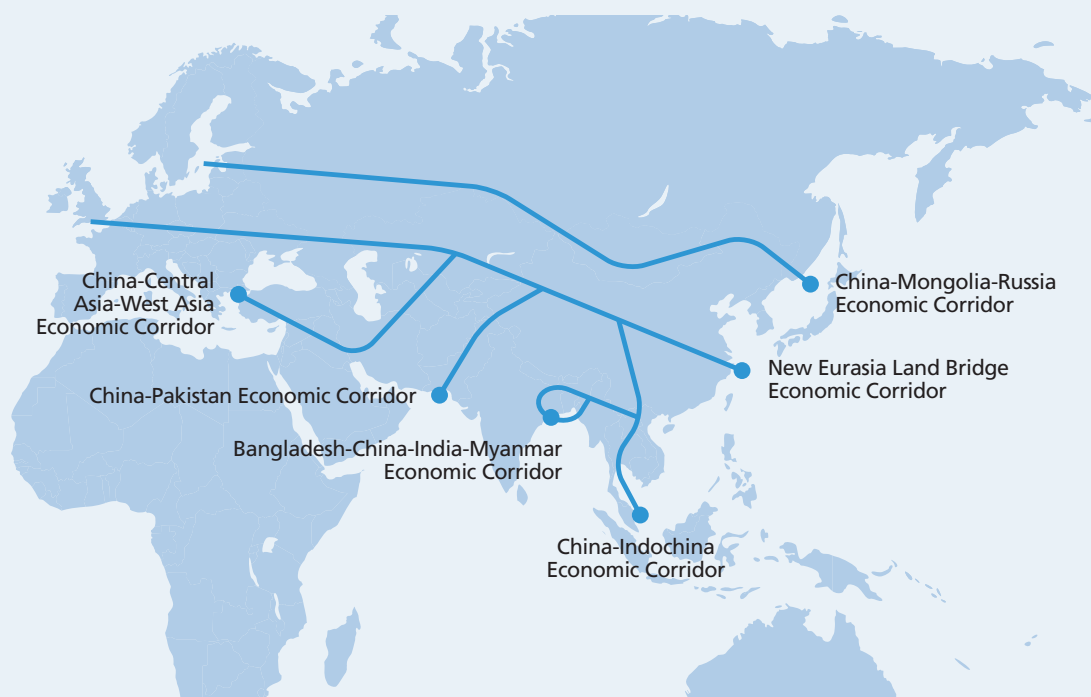 China-Central
Asia-West Asia
Economic Corridor
China-Mongolia-Russia
Economic Corridor
New Eurasia Land Bridge
Economic Corridor
China-Pakistan Economic Corridor
Bangladesh-China-India-Myanmar
Economic Corridor
China-Indochina
Economic Corridor